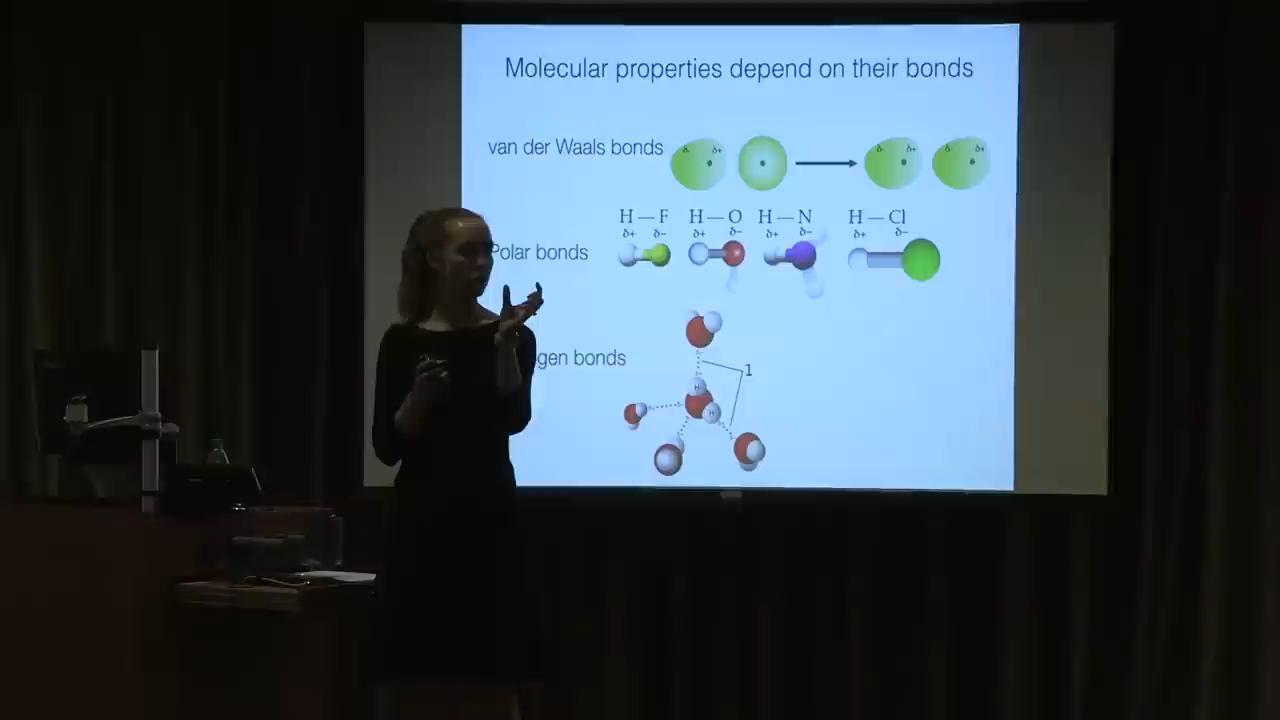 Molecular properties depend on their bonds
van der Waals bonds
δ- δ+ δ- δ+ δ- δ+
H — F H — O H — N H — Cl
δ+ δ- δ+ δ- δ+ δ- δ+ δ-
Polar bonds
gen bonds
1
H
H